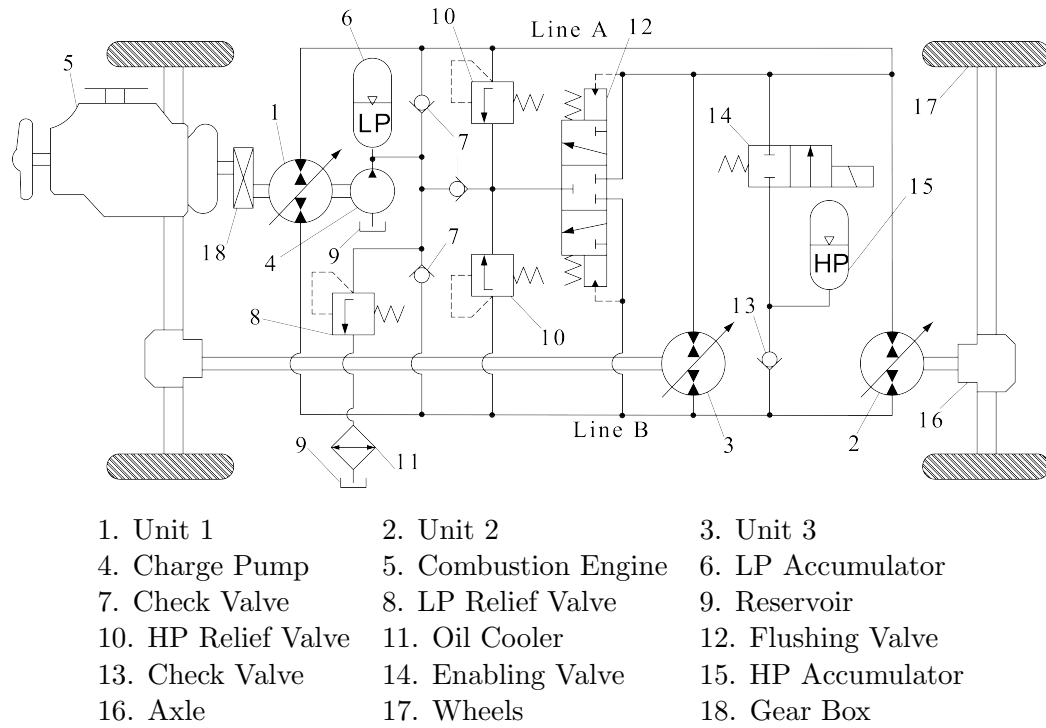 6
10
Line A
12
5
1
LP
7
14
17
15
18
4
9
7
HP
8
10
13
Line B
9
11
3
2
16
1. Unit 1 2. Unit 2 3. Unit 3
4. Charge Pump 5. Combustion Engine 6. LP Accumulator
7. Check Valve 8. LP Relief Valve 9. Reservoir
10. HP Relief Valve 11. Oil Cooler 12. Flushing Valve
13. Check Valve 14. Enabling Valve 15. HP Accumulator
16. Axle 17. Wheels 18. Gear Box